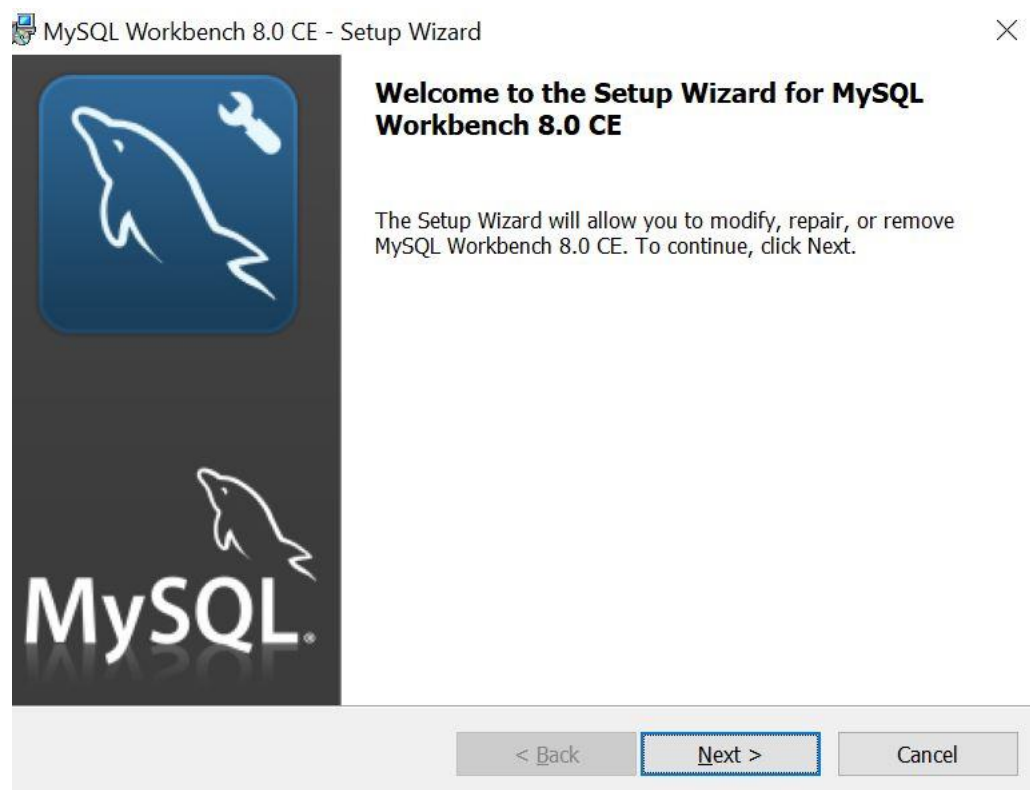 MySQL Workbench 8.0 CE - Setup Wizard
Welcome to the Setup Wizard for MySQL
Workbench 8.0 CE
The Setup Wizard will allow you to modify, repair, or remove
MySQL Workbench 8.0 CE. To continue, click Next.
MySQL®
< Back Next > Cancel